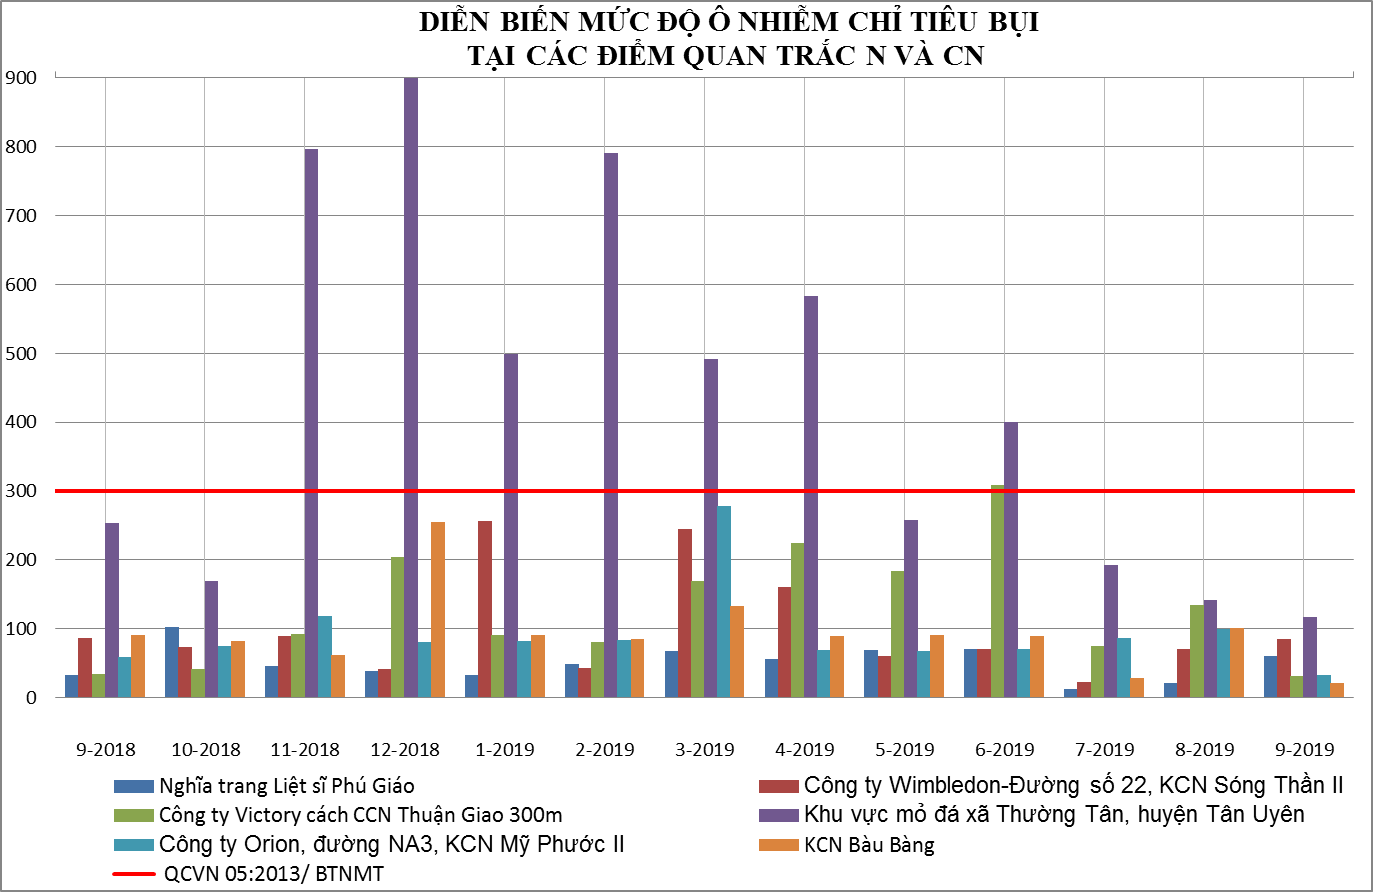 DIỄN BIẾN MỨC ĐỘ Ô NHIỄM CHỈ TIÊU BỤI
TẠI CÁC ĐIỂM QUAN TRẮC N VÀ CN
900
800
700
600
500
400
300
200
100
0
9-2018 10-2018 11-2018 12-2018 1-2019 2-2019 3-2019 4-2019 5-2019 6-2019 7-2019 8-2019 9-2019
Nghĩa trang Liệt sĩ Phú Giáo
Công ty Wimbledon-Đường số 22, KCN Sóng Thần II
Công ty Victory cách CCN Thuận Giao 300m
Khu vực mỏ đá xã Thường Tân, huyện Tân Uyên
Công ty Orion, đường NA3, KCN Mỹ Phước II
KCN Bàu Bàng
QCVN 05:2013/ BTNMT